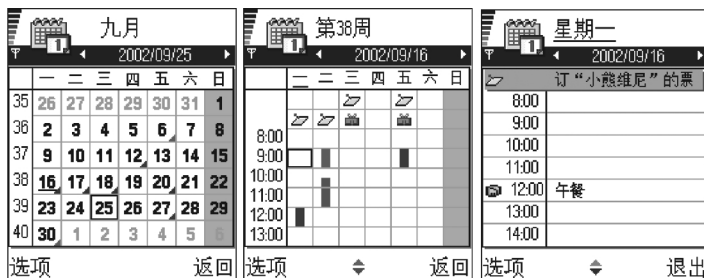 九月
2002/09/25
一 二 三 四 五 六 日
35 26 27 28 29 30 31 1
36 2 3 4 5 6 7 8
37 9 10 11 12 13 14 15
38 16 17 18 19 20 21 22
39 23 24 25 26 27 28 29
40 30 1 2 3 4 5 6
选项 返回
1
第38周
2002/09/16
一 二 三 四 五 六 日
8:00
9:00
10:00
11:00
12:00
13:00
选项 返回
1
星期一
2002/09/16
订“小熊维尼”的票
8:00
9:00
10:00
11:00
12:00 午餐
13:00
14:00
选项 退出
1